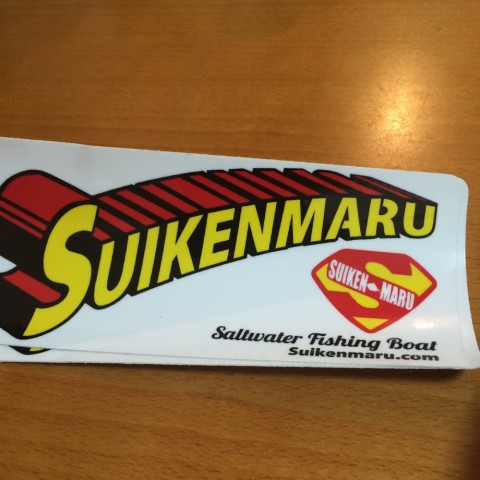 SUIKENMARU
SUIKEN-MARU
Saltwater Fishing Boat
Suikenmaru.com